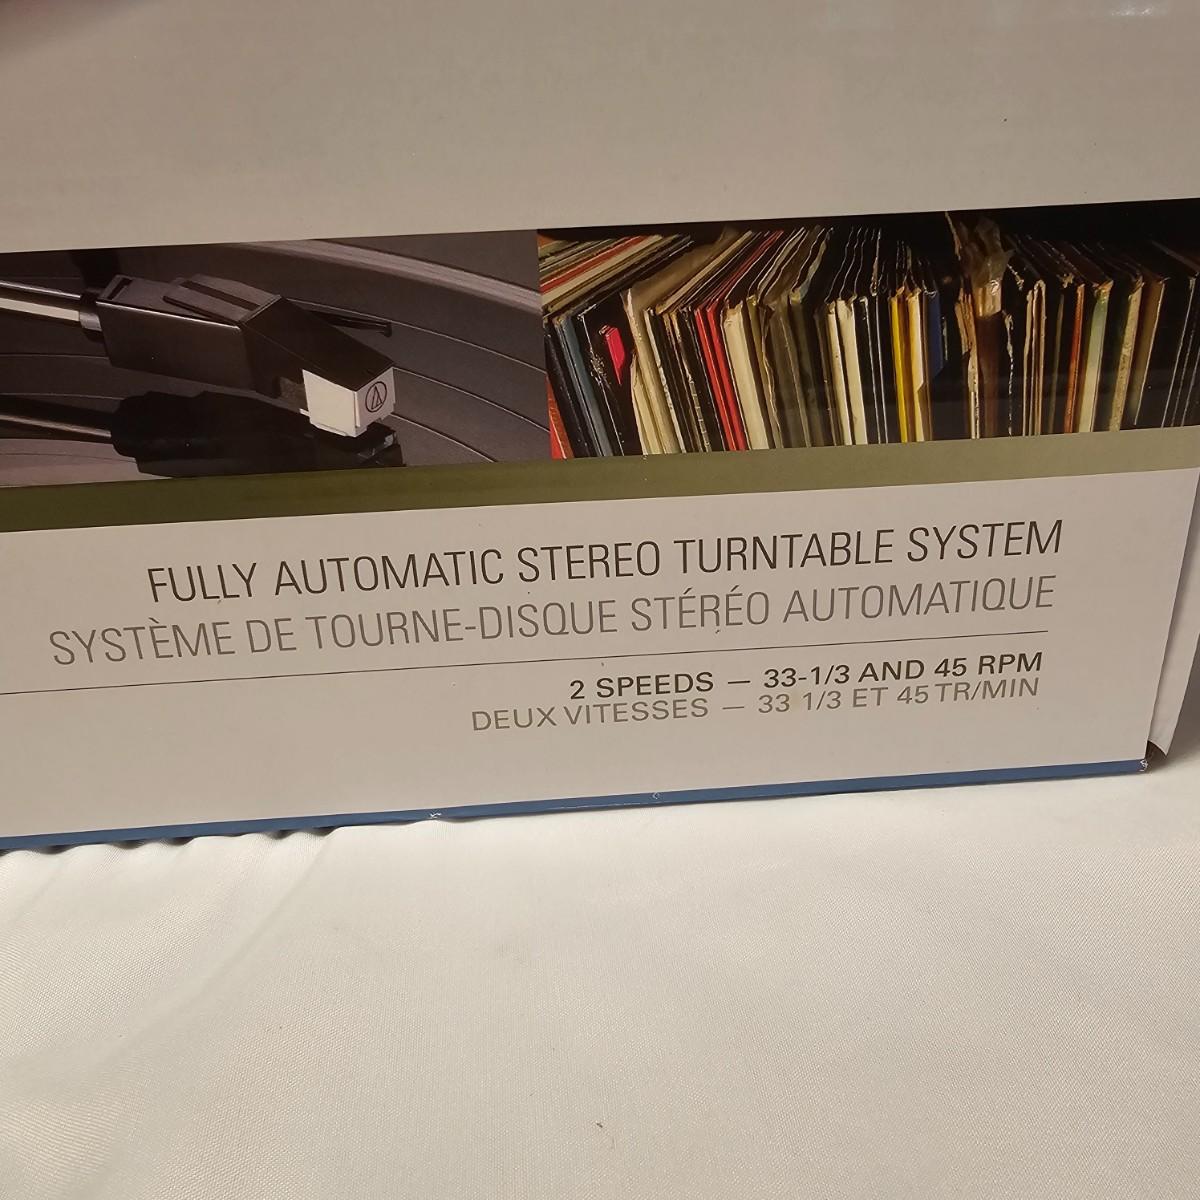 FULLY AUTOMATIC STEREO TURNTABLE SYSTEM
SYSTÈME DE TOURNE-DISQUE STÉRÉO AUTOMATIQUE
2 SPEEDS — 33-1/3 AND 45 RPM
DEUX VITESSES — 33 1/3 ET 45 TR/MIN